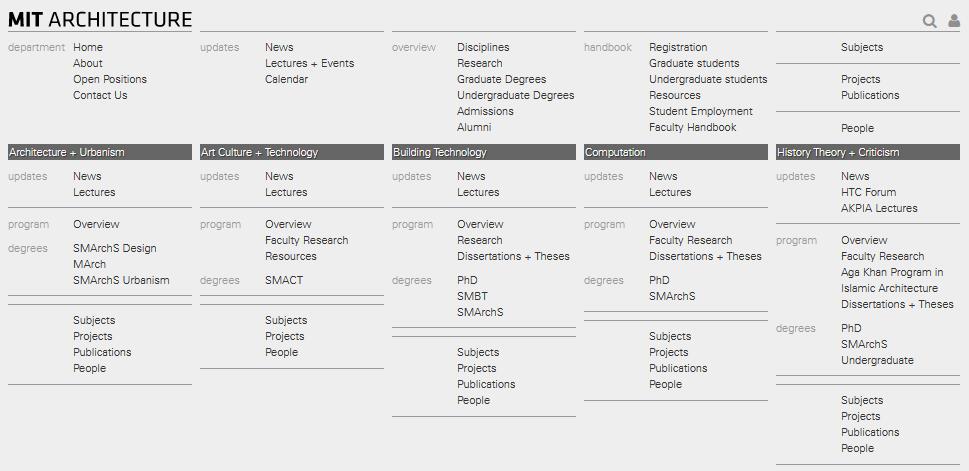 MIT ARCHITECTURE
department Home
About
Open Positions
Contact Us
updates News
Lectures + Events
Calendar
overview Disciplines
Research
Graduate Degrees
Undergraduate Degrees
Admissions
Alumni
handbook Registration
Graduate students
Undergraduate students
Resources
Student Employment
Faculty Handbook
Subjects
Projects
Publications
People
Architecture + Urbanism
updates News
Lectures
program Overview
degrees SMArchS Design
MArch
SMArchS Urbanism
Subjects
Projects
Publications
People
Art Culture + Technology
updates News
Lectures
program Overview
Faculty Research
Resources
degrees SMACT
Subjects
Projects
People
Building Technology
updates News
Lectures
program Overview
Research
Dissertations + Theses
degrees PhD
SMBT
SMArchS
Subjects
Projects
Publications
People
Computation
updates News
Lectures
program Overview
Faculty Research
Dissertations + Theses
degrees PhD
SMArchS
Subjects
Projects
Publications
People
History Theory + Criticism
updates News
HTC Forum
AKPIA Lectures
program Overview
Faculty Research
Aga Khan Program in
Islamic Architecture
Dissertations + Theses
degrees PhD
SMArchS
Undergraduate
Subjects
Projects
Publications
People